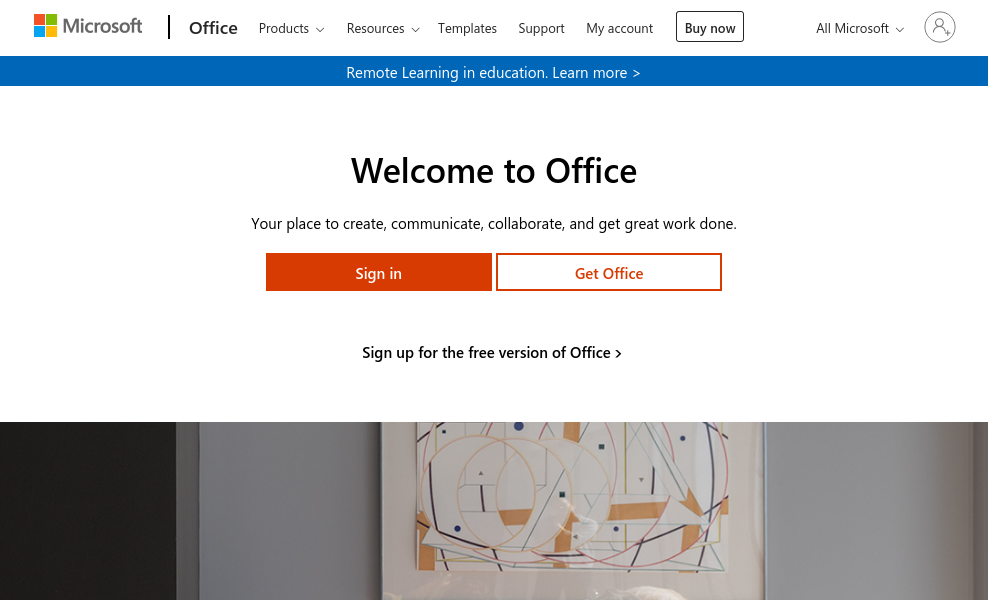 Microsoft
Office
Products
Resources
Templates
Support
My account
Buy now
All Microsoft
Remote Learning in education. Learn more >
Welcome to Office
Your place to create, communicate, collaborate, and get great work done.
Sign in
Get Office
Sign up for the free version of Office >